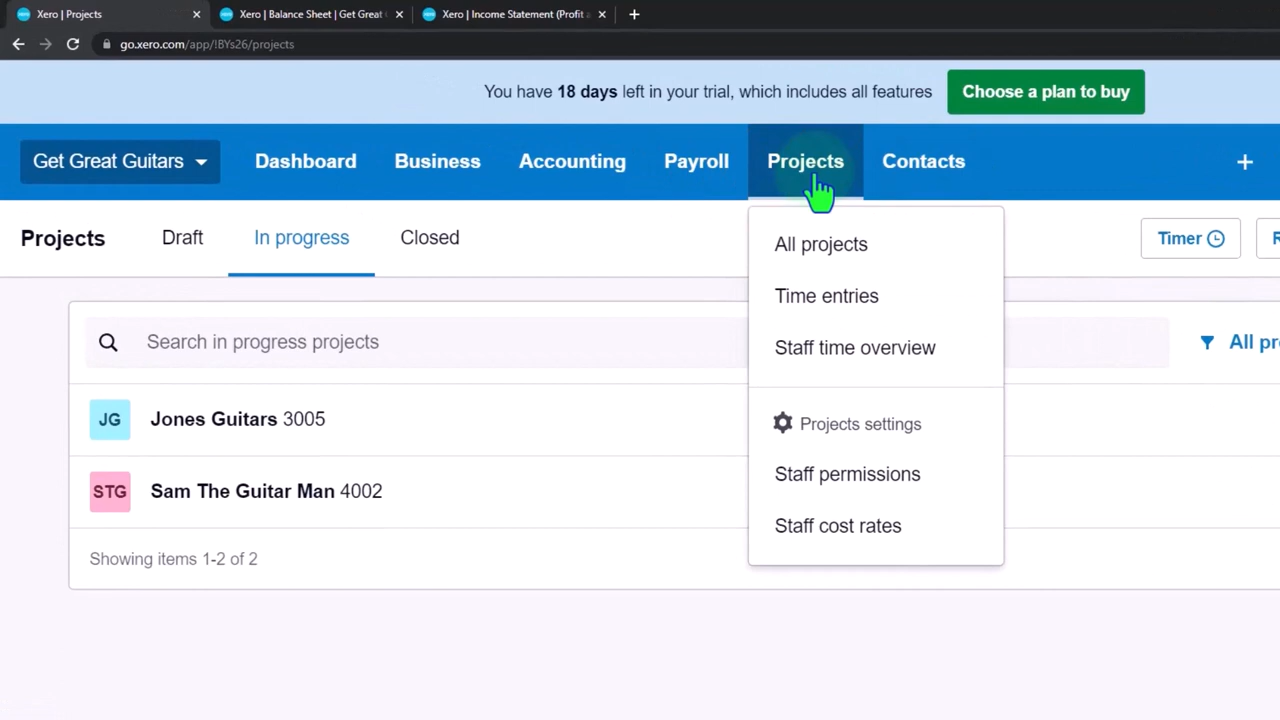 Xero | Projects
Xero | Balance Sheet | Get Great
Xero | Income Statement (Profit
go.xero.com/app/!BYs26/projects
You have 18 days left in your trial, which includes all features
Choose a plan to buy
Get Great Guitars
Dashboard
Business
Accounting
Payroll
Projects
Contacts
Projects
Draft
In progress
Closed
Timer
All projects
Time entries
Staff time overview
Projects settings
Staff permissions
Staff cost rates
Search in progress projects
All pr
JG Jones Guitars 3005
STG Sam The Guitar Man 4002
Showing items 1-2 of 2